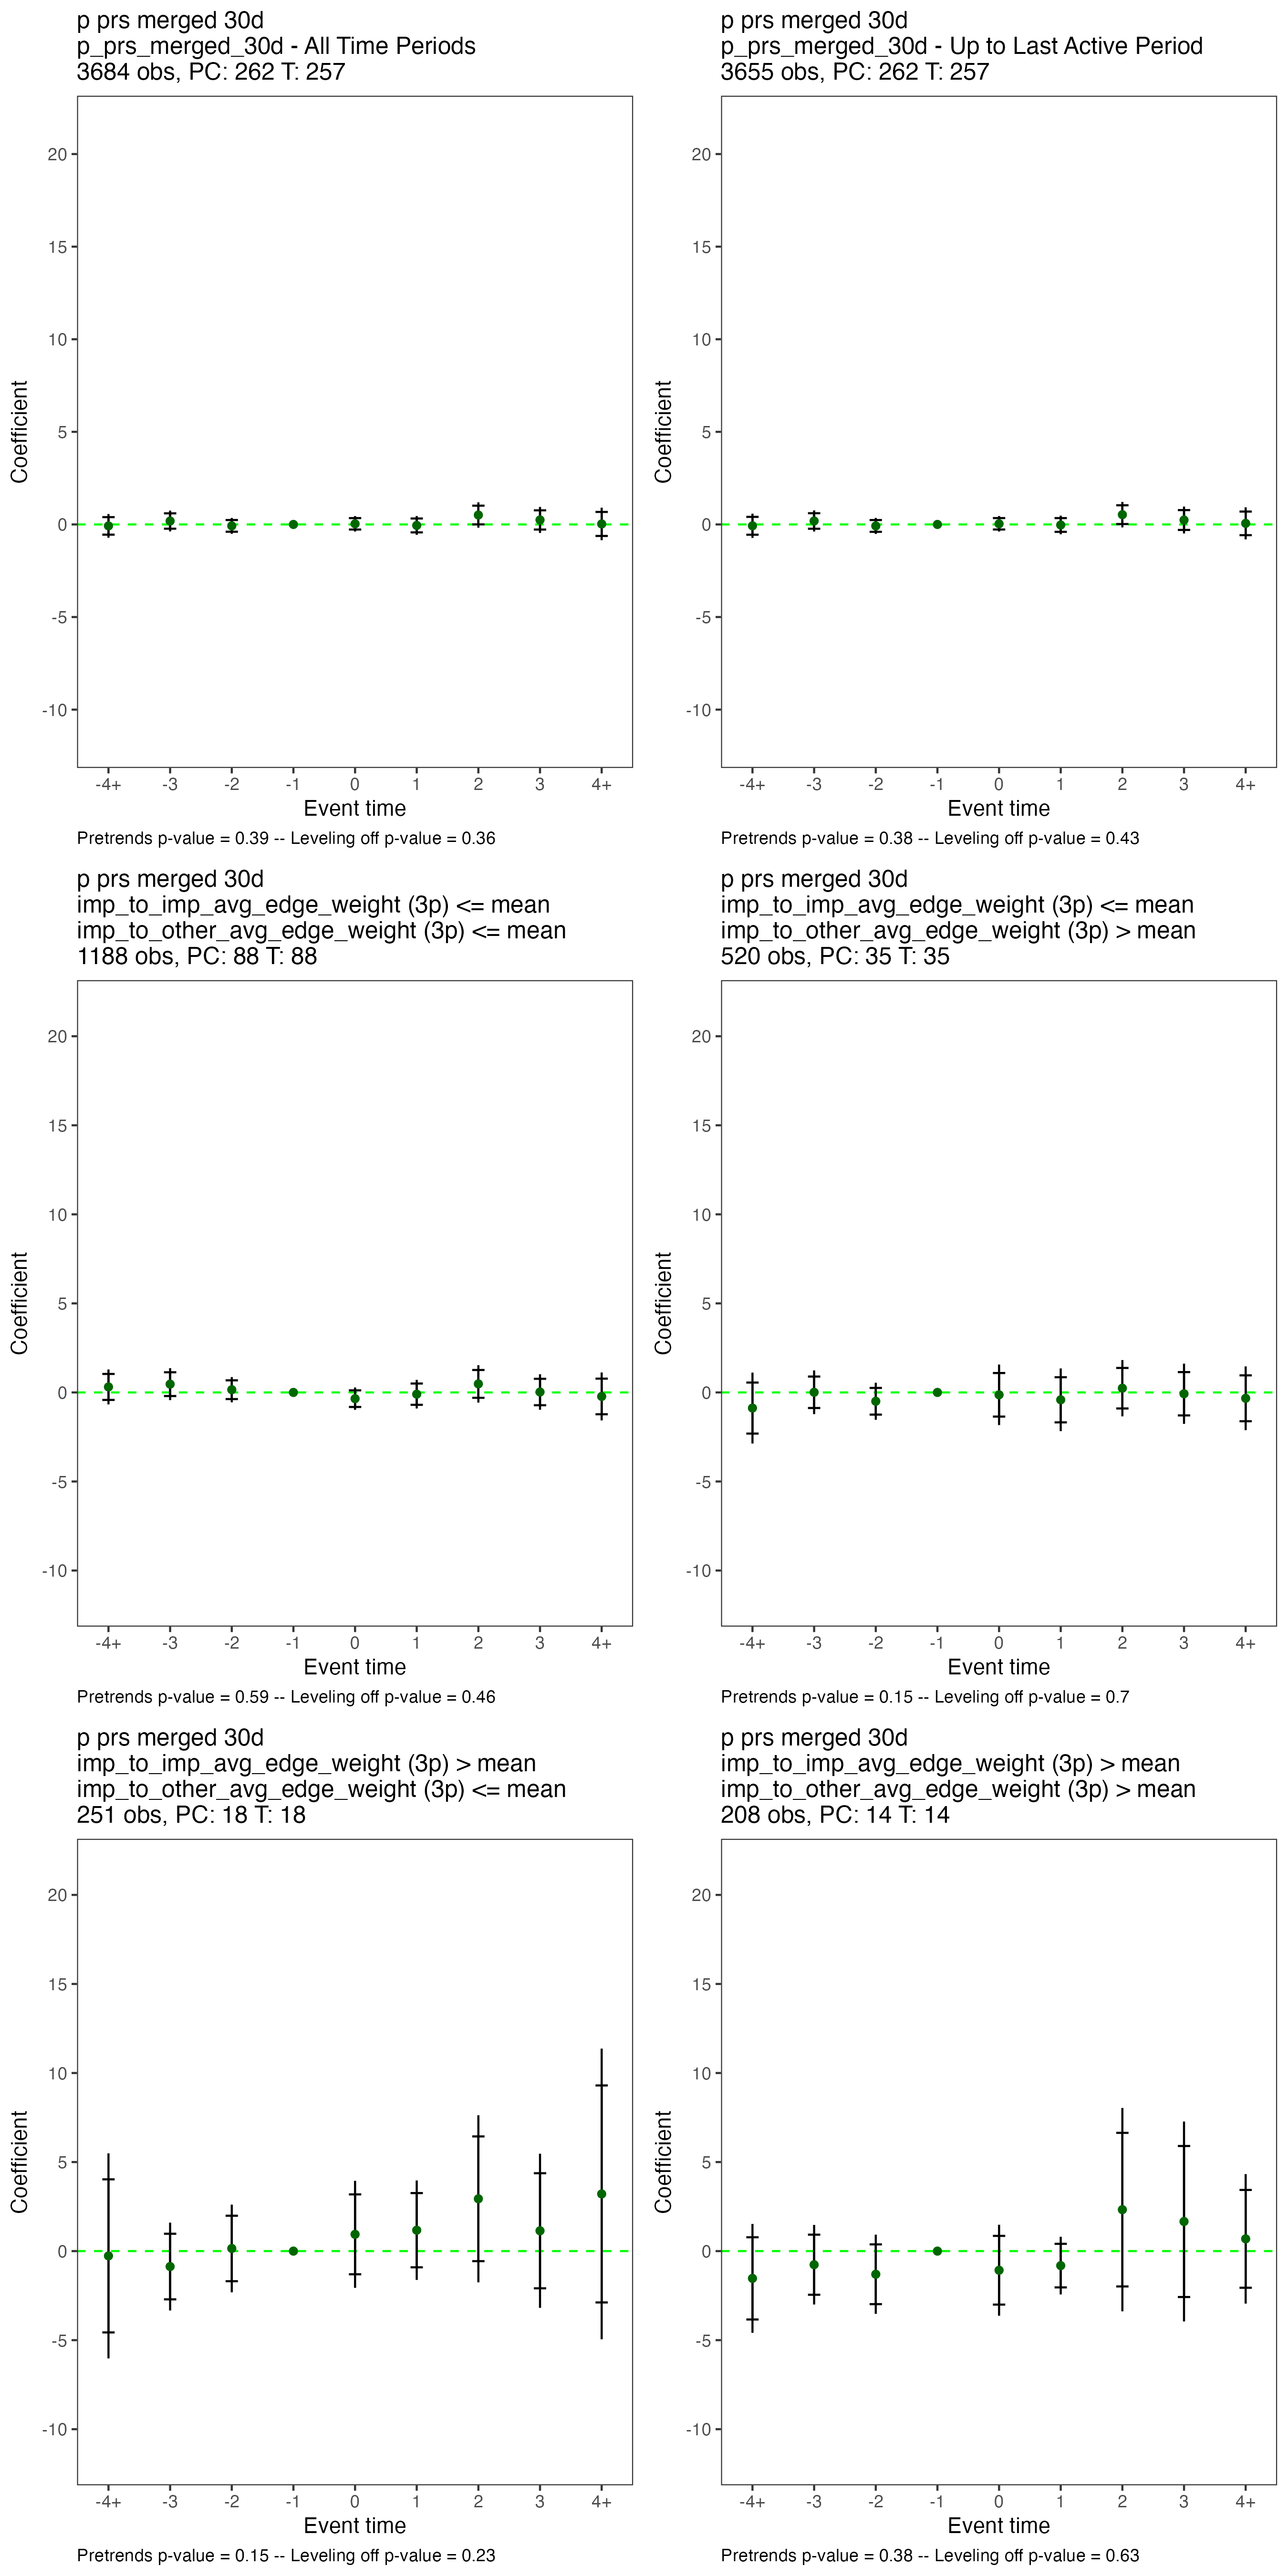 p prs merged 30d
p_prs_merged_30d - All Time Periods
3684 obs, PC: 262 T: 257
20
15
10
5
0
-5
-10
Coefficient
-4+ -3 -2 -1 0 1 2 3 4+
Event time
Pretrends p-value = 0.39 -- Leveling off p-value = 0.36
p prs merged 30d
p_prs_merged_30d - Up to Last Active Period
3655 obs, PC: 262 T: 257
20
15
10
5
0
-5
-10
Coefficient
-4+ -3 -2 -1 0 1 2 3 4+
Event time
Pretrends p-value = 0.38 -- Leveling off p-value = 0.43
p prs merged 30d
imp_to_imp_avg_edge_weight (3p) <= mean
imp_to_other_avg_edge_weight (3p) <= mean
1188 obs, PC: 88 T: 88
20
15
10
5
0
-5
-10
Coefficient
-4+ -3 -2 -1 0 1 2 3 4+
Event time
Pretrends p-value = 0.59 -- Leveling off p-value = 0.46
p prs merged 30d
imp_to_imp_avg_edge_weight (3p) <= mean
imp_to_other_avg_edge_weight (3p) > mean
520 obs, PC: 35 T: 35
20
15
10
5
0
-5
-10
Coefficient
-4+ -3 -2 -1 0 1 2 3 4+
Event time
Pretrends p-value = 0.15 -- Leveling off p-value = 0.7
p prs merged 30d
imp_to_imp_avg_edge_weight (3p) > mean
imp_to_other_avg_edge_weight (3p) <= mean
251 obs, PC: 18 T: 18
20
15
10
5
0
-5
-10
Coefficient
-4+ -3 -2 -1 0 1 2 3 4+
Event time
Pretrends p-value = 0.15 -- Leveling off p-value = 0.23
p prs merged 30d
imp_to_imp_avg_edge_weight (3p) > mean
imp_to_other_avg_edge_weight (3p) > mean
208 obs, PC: 14 T: 14
20
15
10
5
0
-5
-10
Coefficient
-4+ -3 -2 -1 0 1 2 3 4+
Event time
Pretrends p-value = 0.38 -- Leveling off p-value = 0.63